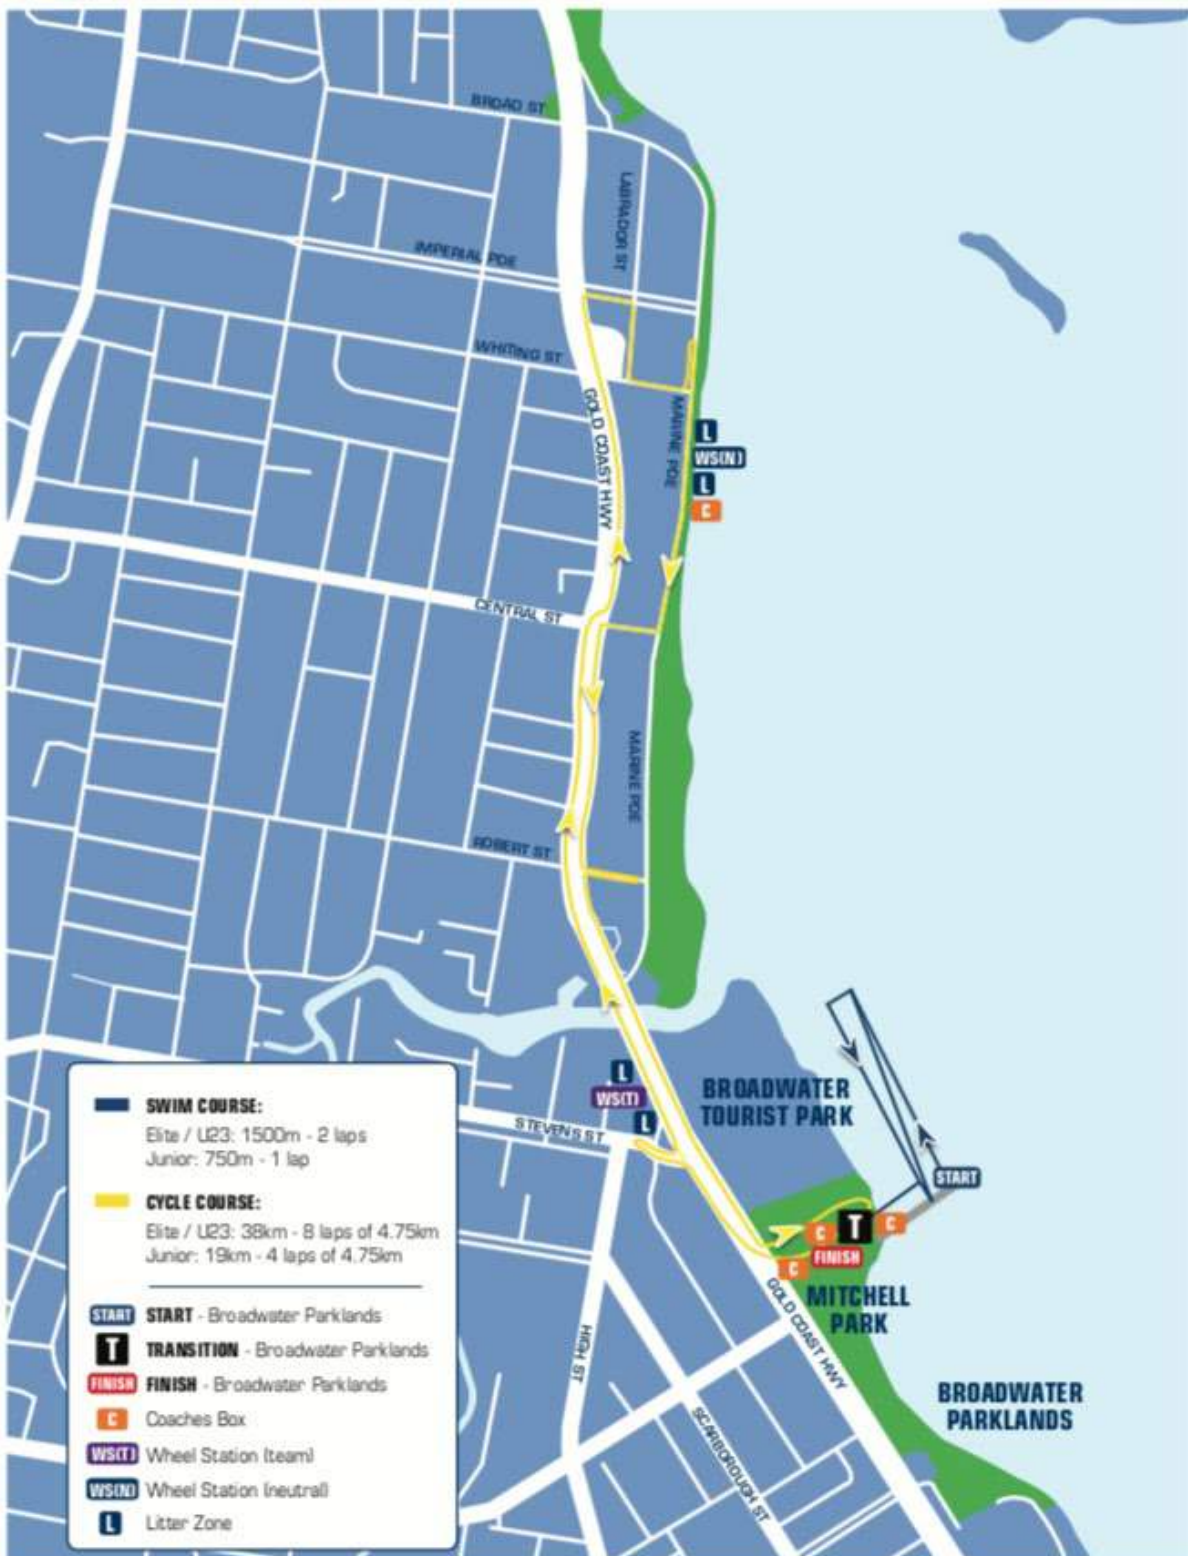 BROAD ST
LABRADOR ST
IMPERIAL PDE
WHITING ST
GOLD COAST HWY
MARINE PDE
L
WS(N)
L
C
CENTRAL ST
MARINE PDE
ROBERT ST
L
WS(T)
L
STEVENS ST
BROADWATER
TOURIST PARK
START
C
T
C
FINISH
C
MITCHELL
PARK
GOLD COAST HWY
HIGH ST
SCARBOROUGH ST
BROADWATER
PARKLANDS
SWIM COURSE:
Elite / U23: 1500m - 2 laps
Junior: 750m - 1 lap
CYCLE COURSE:
Elite / U23: 38km - 8 laps of 4.75km
Junior: 19km - 4 laps of 4.75km
START START - Broadwater Parklands
T TRANSITION - Broadwater Parklands
FINISH FINISH - Broadwater Parklands
C Coaches Box
WS(T) Wheel Station (team)
WS(N) Wheel Station (neutral)
L Litter Zone